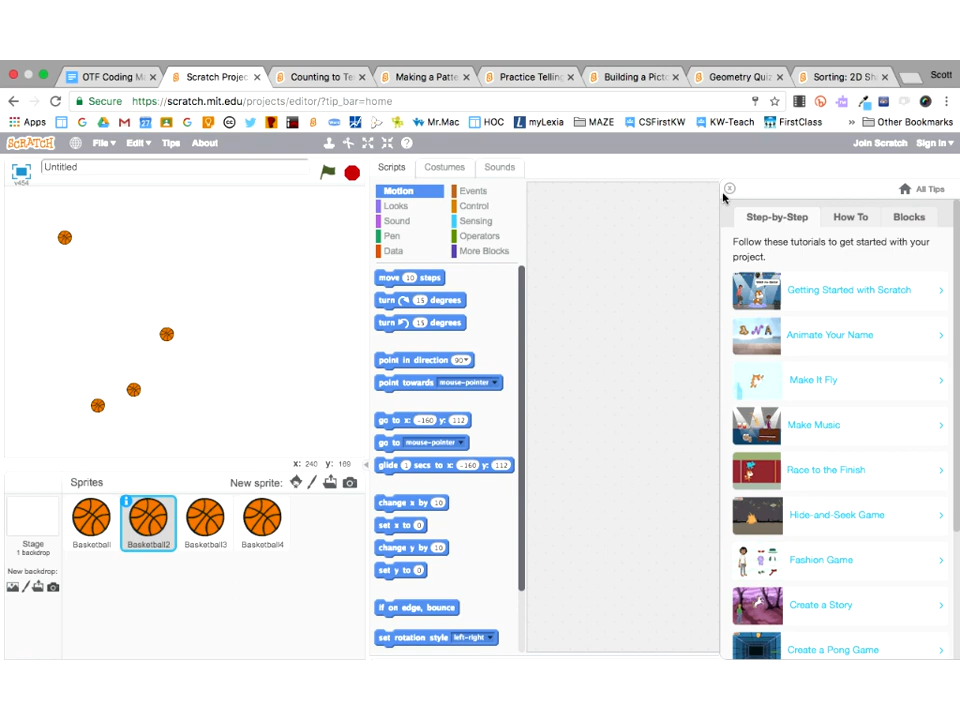 OTF Coding Ma
Scratch Projec
Counting to Te
Making a Patte
Practice Telling
Building a Picto
Geometry Quiz
Sorting: 2D Sh
Scott
Secure https://scratch.mit.edu/projects/editor/?tip_bar=home
Apps
Mr.Mac
HOC
myLexia
MAZE
CSFirstKW
KW-Teach
FirstClass
» Other Bookmarks
SCRATCH
File
Edit
Tips
About
Join Scratch
Sign in
Untitled
v454
Scripts
Costumes
Sounds
Motion
Looks
Sound
Pen
Data
Events
Control
Sensing
Operators
More Blocks
move 10 steps
turn 15 degrees
turn 15 degrees
point in direction 90
point towards mouse-pointer
go to x: -160 y: 112
go to mouse-pointer
glide 1 secs to x: -160 y: 112
change x by 10
set x to 0
change y by 10
set y to 0
if on edge, bounce
set rotation style left-right
x: 240 y: 169
Sprites
New sprite:
Stage
1 backdrop
New backdrop:
Basketball
Basketball2
Basketball3
Basketball4
All Tips
Step-by-Step
How To
Blocks
Follow these tutorials to get started with your
project.
Getting Started with Scratch
Animate Your Name
Make It Fly
Make Music
Race to the Finish
Hide-and-Seek Game
Fashion Game
Create a Story
Create a Pong Game